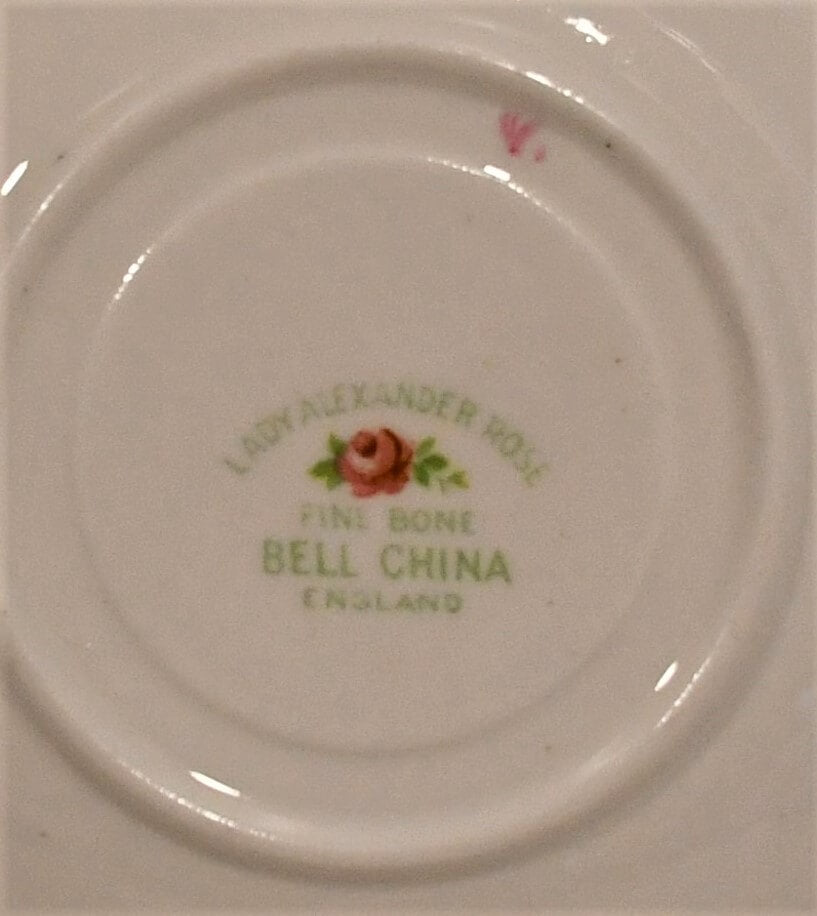 LADY ALEXANDER ROSE
FINE BONE
BELL CHINA
ENGLAND